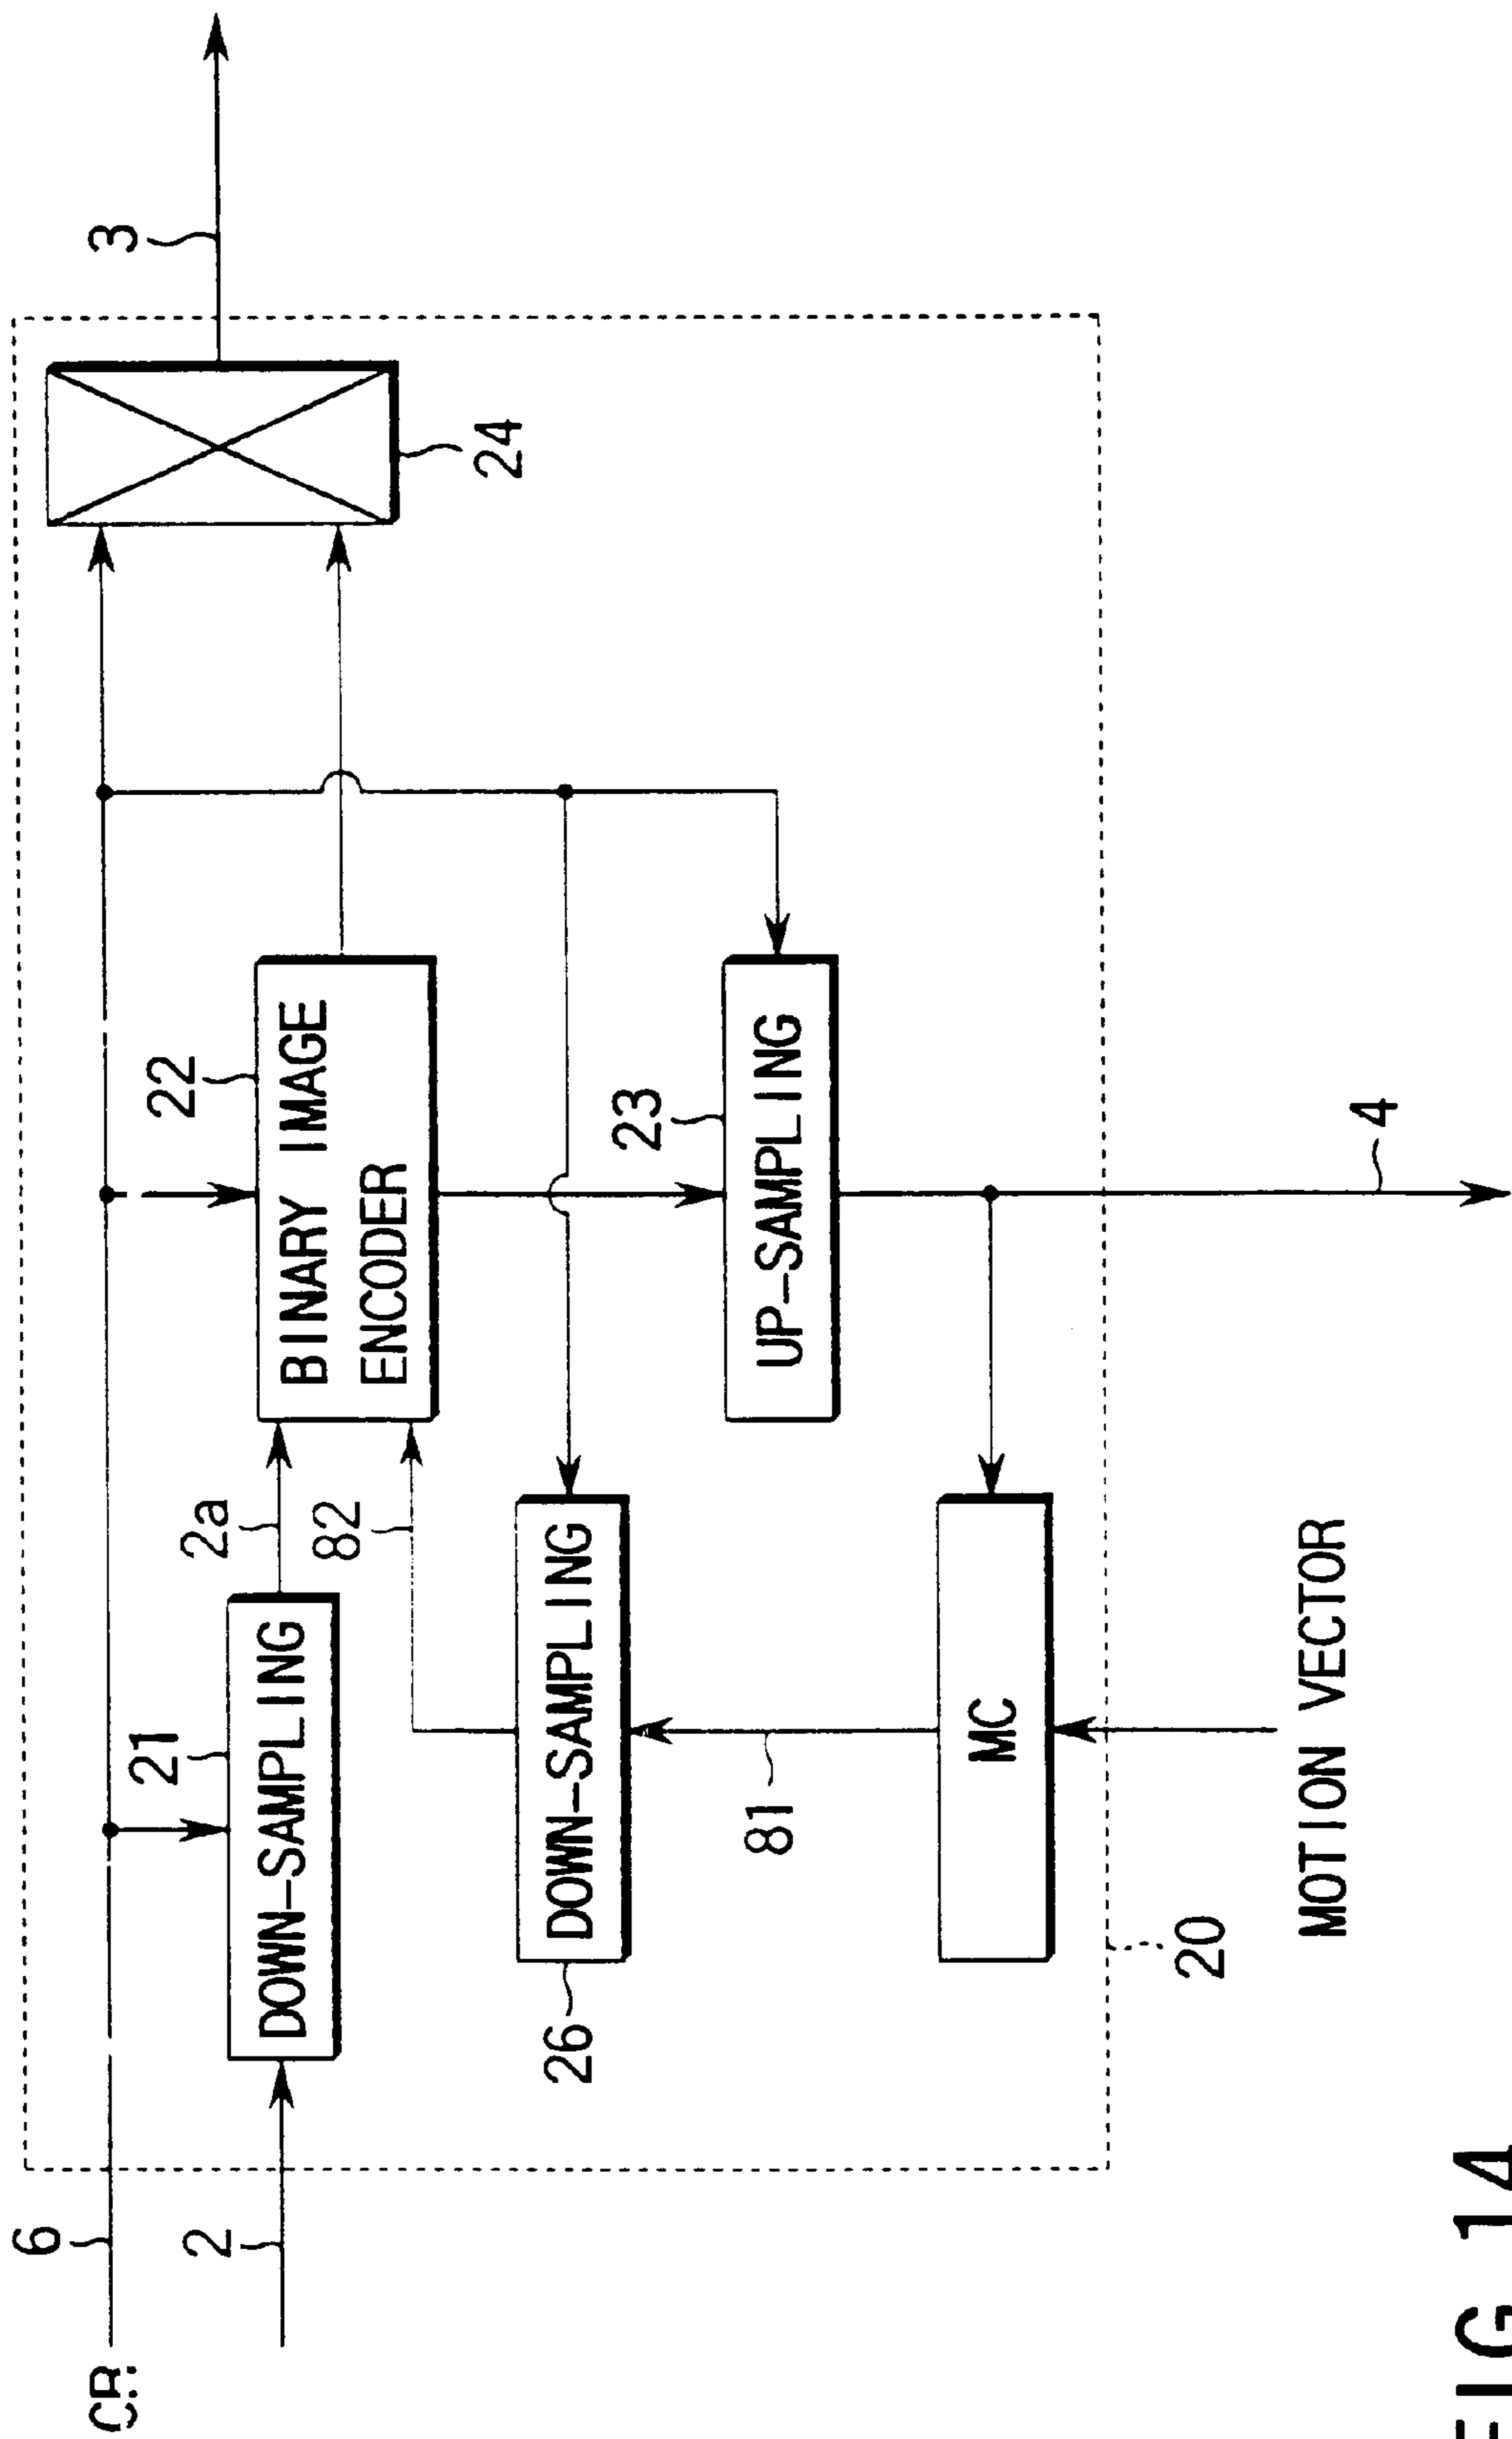 CR:
6
2
3
21
DOWN-SAMPLING
2a
82
22
BINARY IMAGE
ENCODER
24
26
DOWN-SAMPLING
23
UP-SAMPLING
81
MC
4
20
MOTION VECTOR
FIG.14